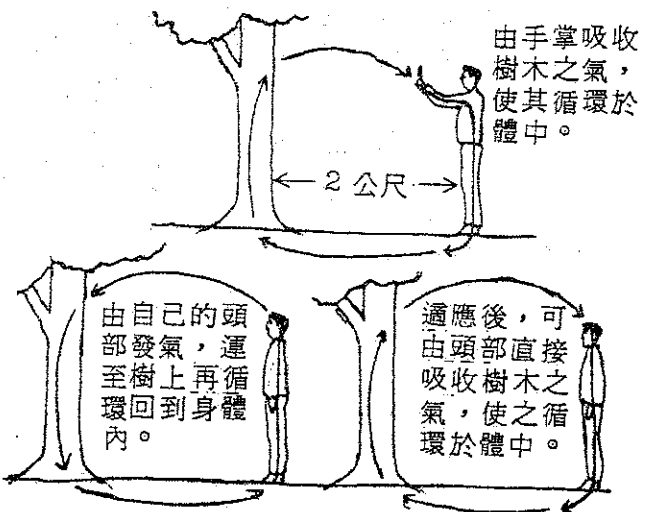 由手掌吸收
樹木之氣，
使其循環於
體中。
2公尺
由自己的頭
部發氣，運
至樹上再循
環回到身體
內。
適應後，可
由頭部直接
吸收樹木之
氣，使之循
環於體中。